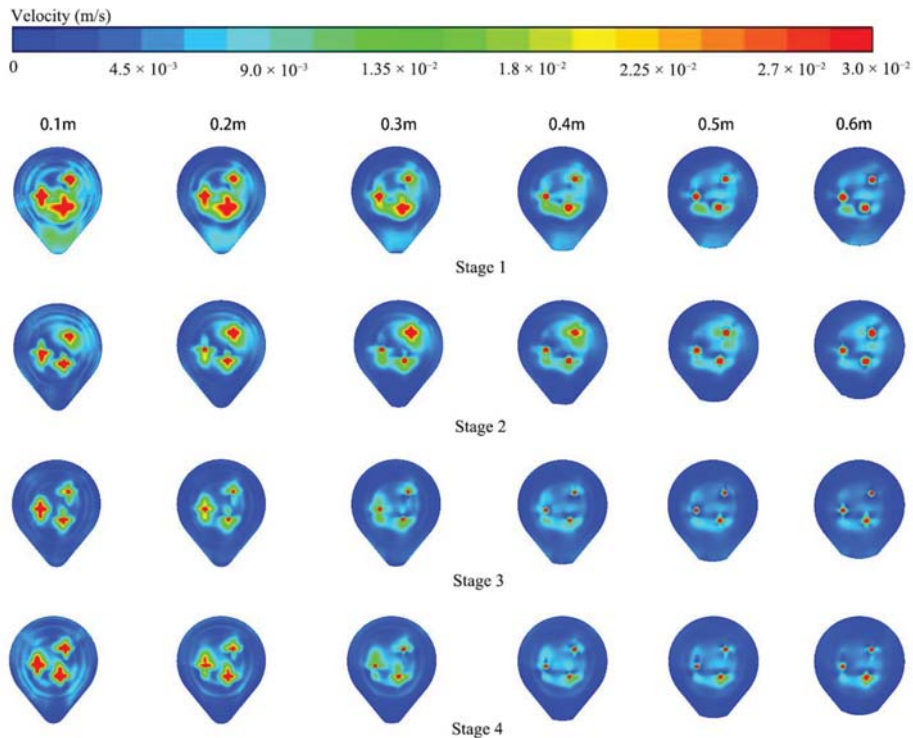 Velocity (m/s)
0 4.5 × 10⁻³ 9.0 × 10⁻³ 1.35 × 10⁻² 1.8 × 10⁻² 2.25 × 10⁻² 2.7 × 10⁻² 3.0 × 10⁻²
0.1m 0.2m 0.3m 0.4m 0.5m 0.6m
Stage 1
Stage 2
Stage 3
Stage 4